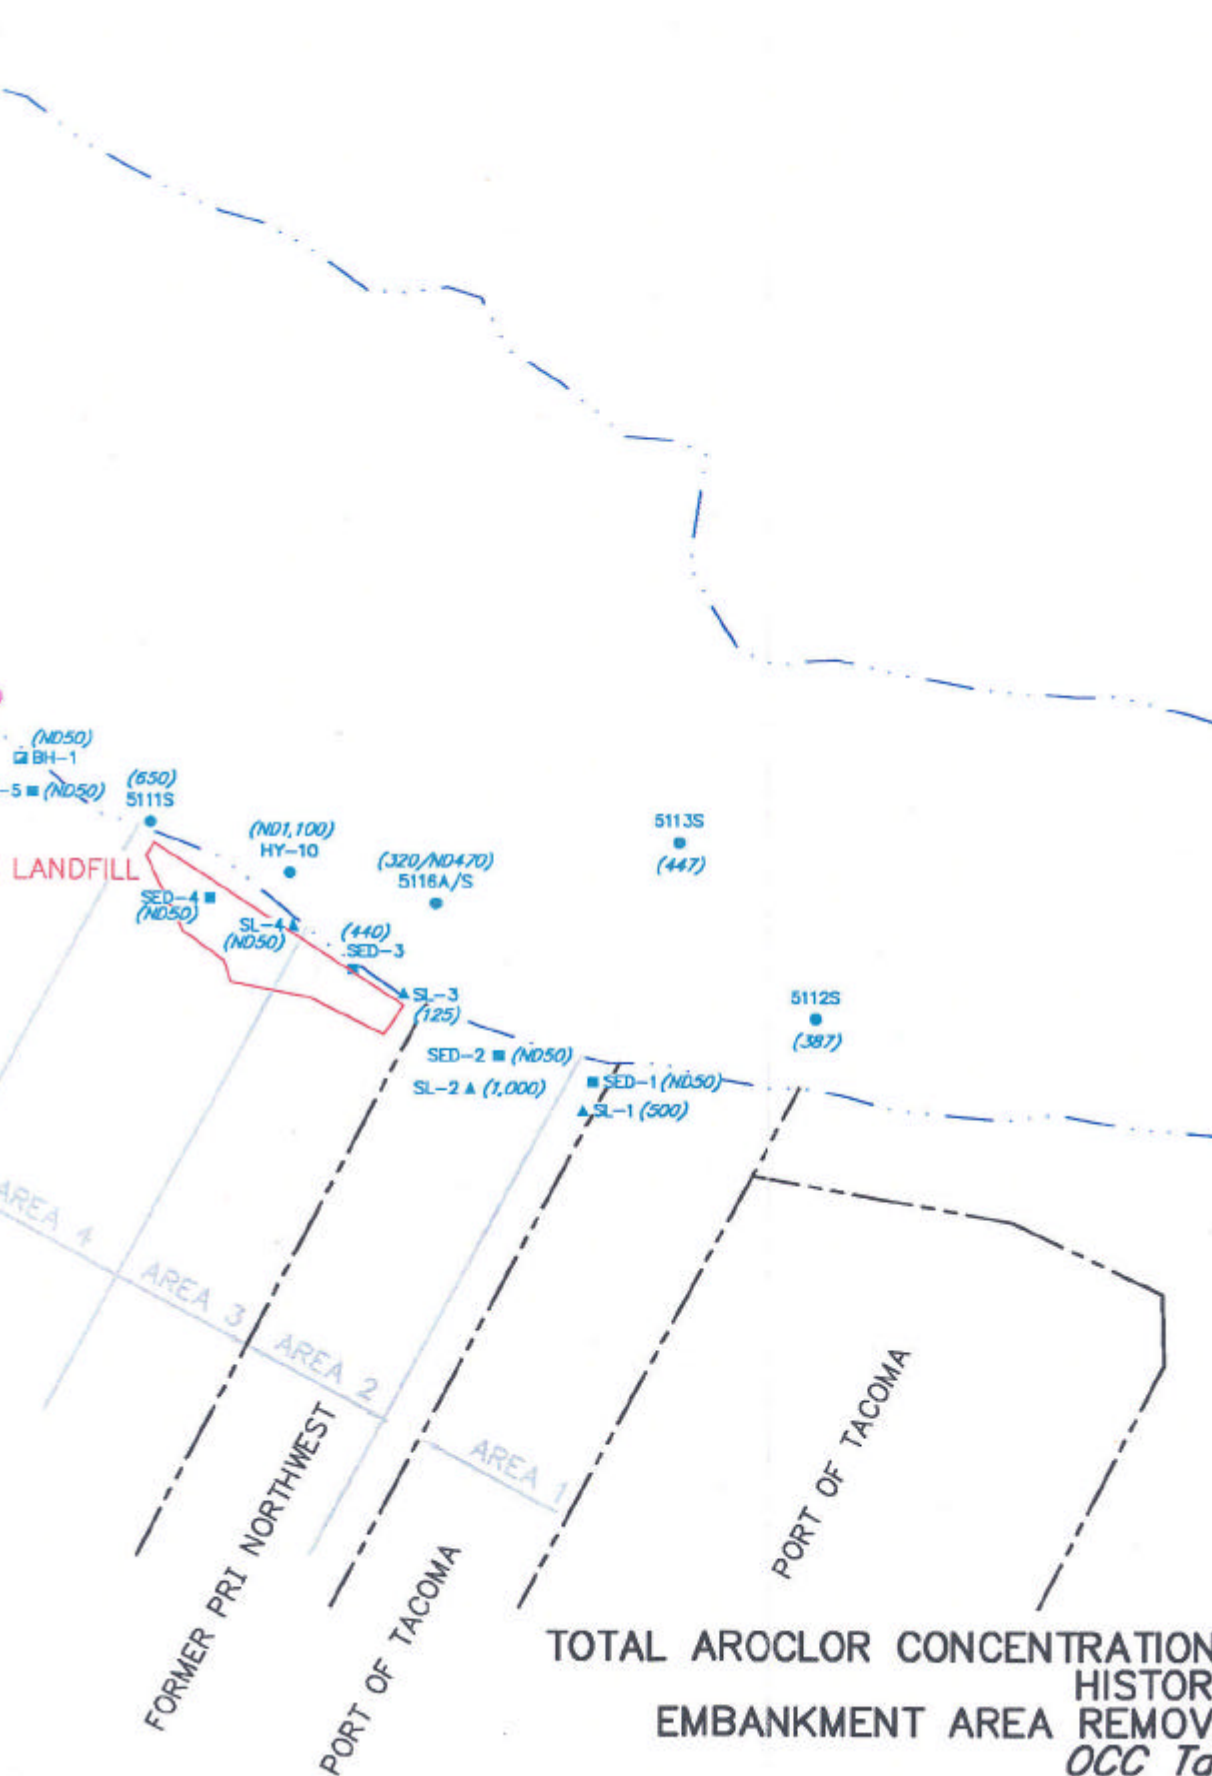 (ND50)
BH-1
-5 (ND50)
(650)
5111S
(ND1,100)
HY-10
(320/ND470)
5116A/S
5113S
(447)
LANDFILL
SED-4
(ND50)
SL-4
(ND50)
(440)
SED-3
SL-3
(125)
5112S
(387)
SED-2 (ND50)
SL-2 (1,000)
SED-1 (ND50)
SL-1 (500)
AREA 4
AREA 3
AREA 2
AREA 1
FORMER PRI NORTHWEST
PORT OF TACOMA
PORT OF TACOMA
TOTAL AROCLOR CONCENTRATION
HISTOR
EMBANKMENT AREA REMOV
OCC Ta